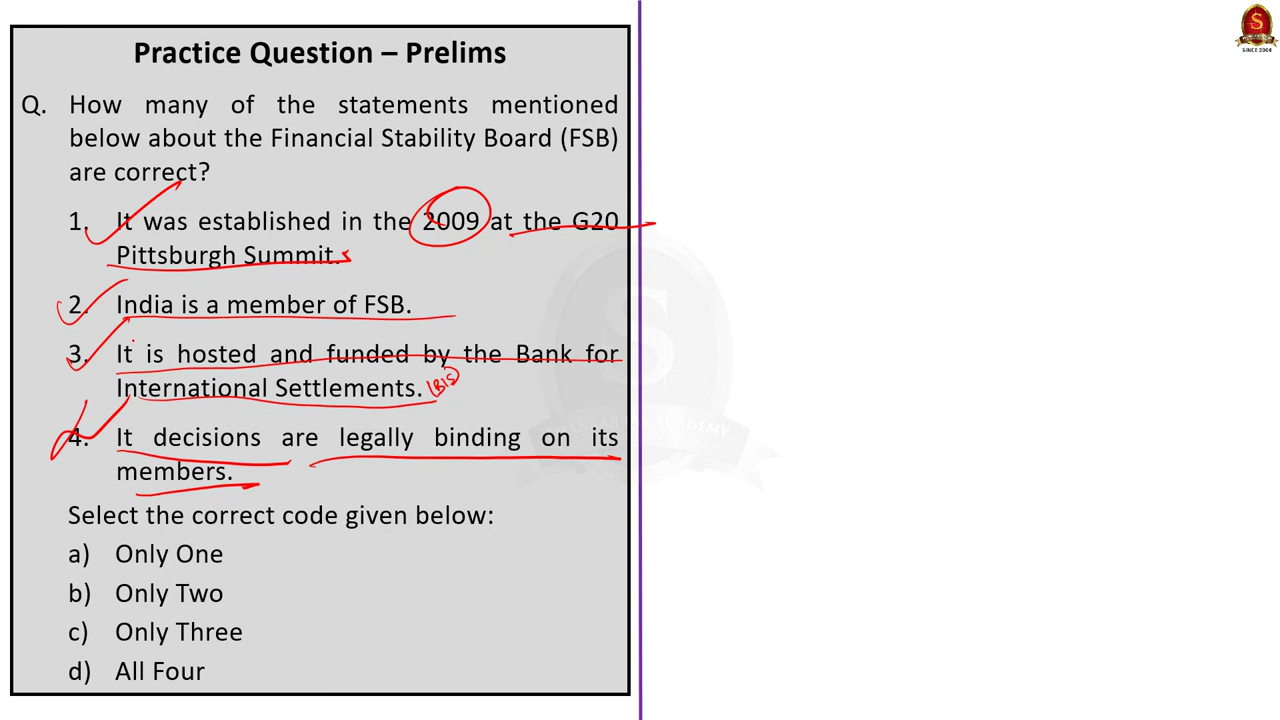 S
SINCE 2004
Practice Question – Prelims
Q. How many of the statements mentioned
below about the Financial Stability Board (FSB)
are correct?
1. It was established in the 2009 at the G20
Pittsburgh Summit.
2. India is a member of FSB.
3. It is hosted and funded by the Bank for
International Settlements. (BIS)
4. It decisions are legally binding on its
members.
Select the correct code given below:
a) Only One
b) Only Two
c) Only Three
d) All Four